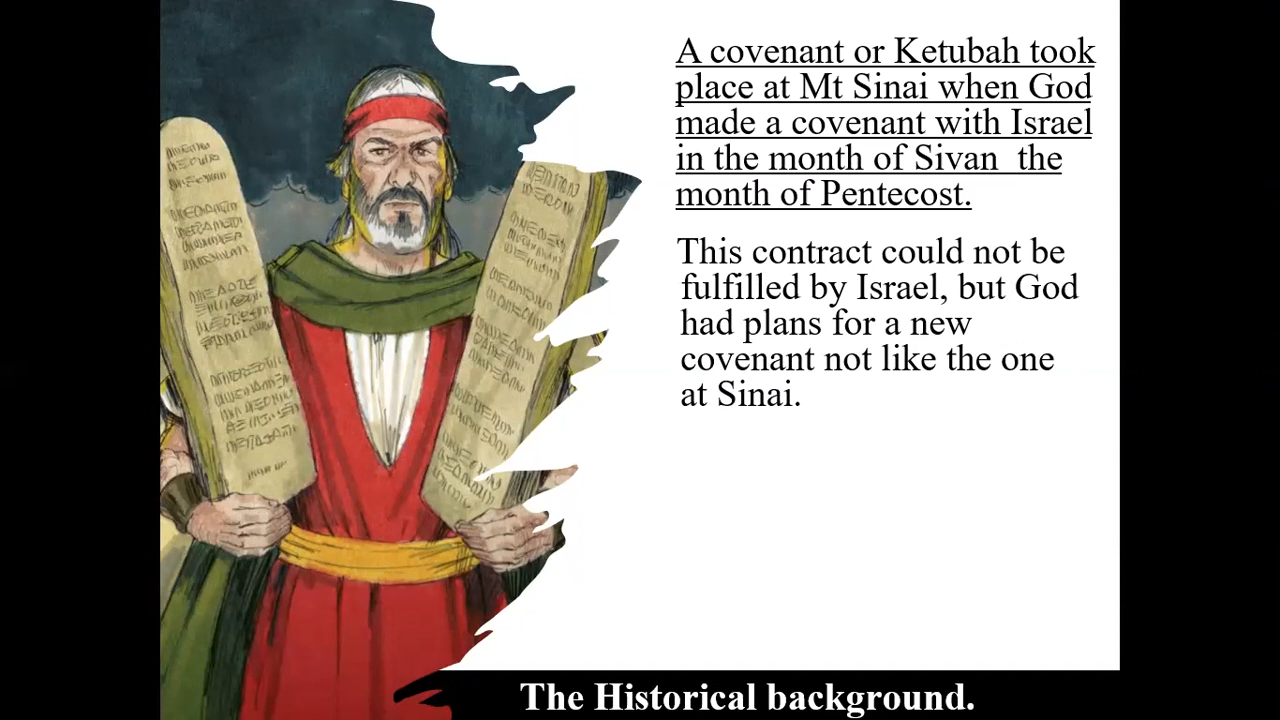 A covenant or Ketubah took
place at Mt Sinai when God
made a covenant with Israel
in the month of Sivan  the
month of Pentecost.
This contract could not be
fulfilled by Israel, but God
had plans for a new
covenant not like the one
at Sinai.
The Historical background.